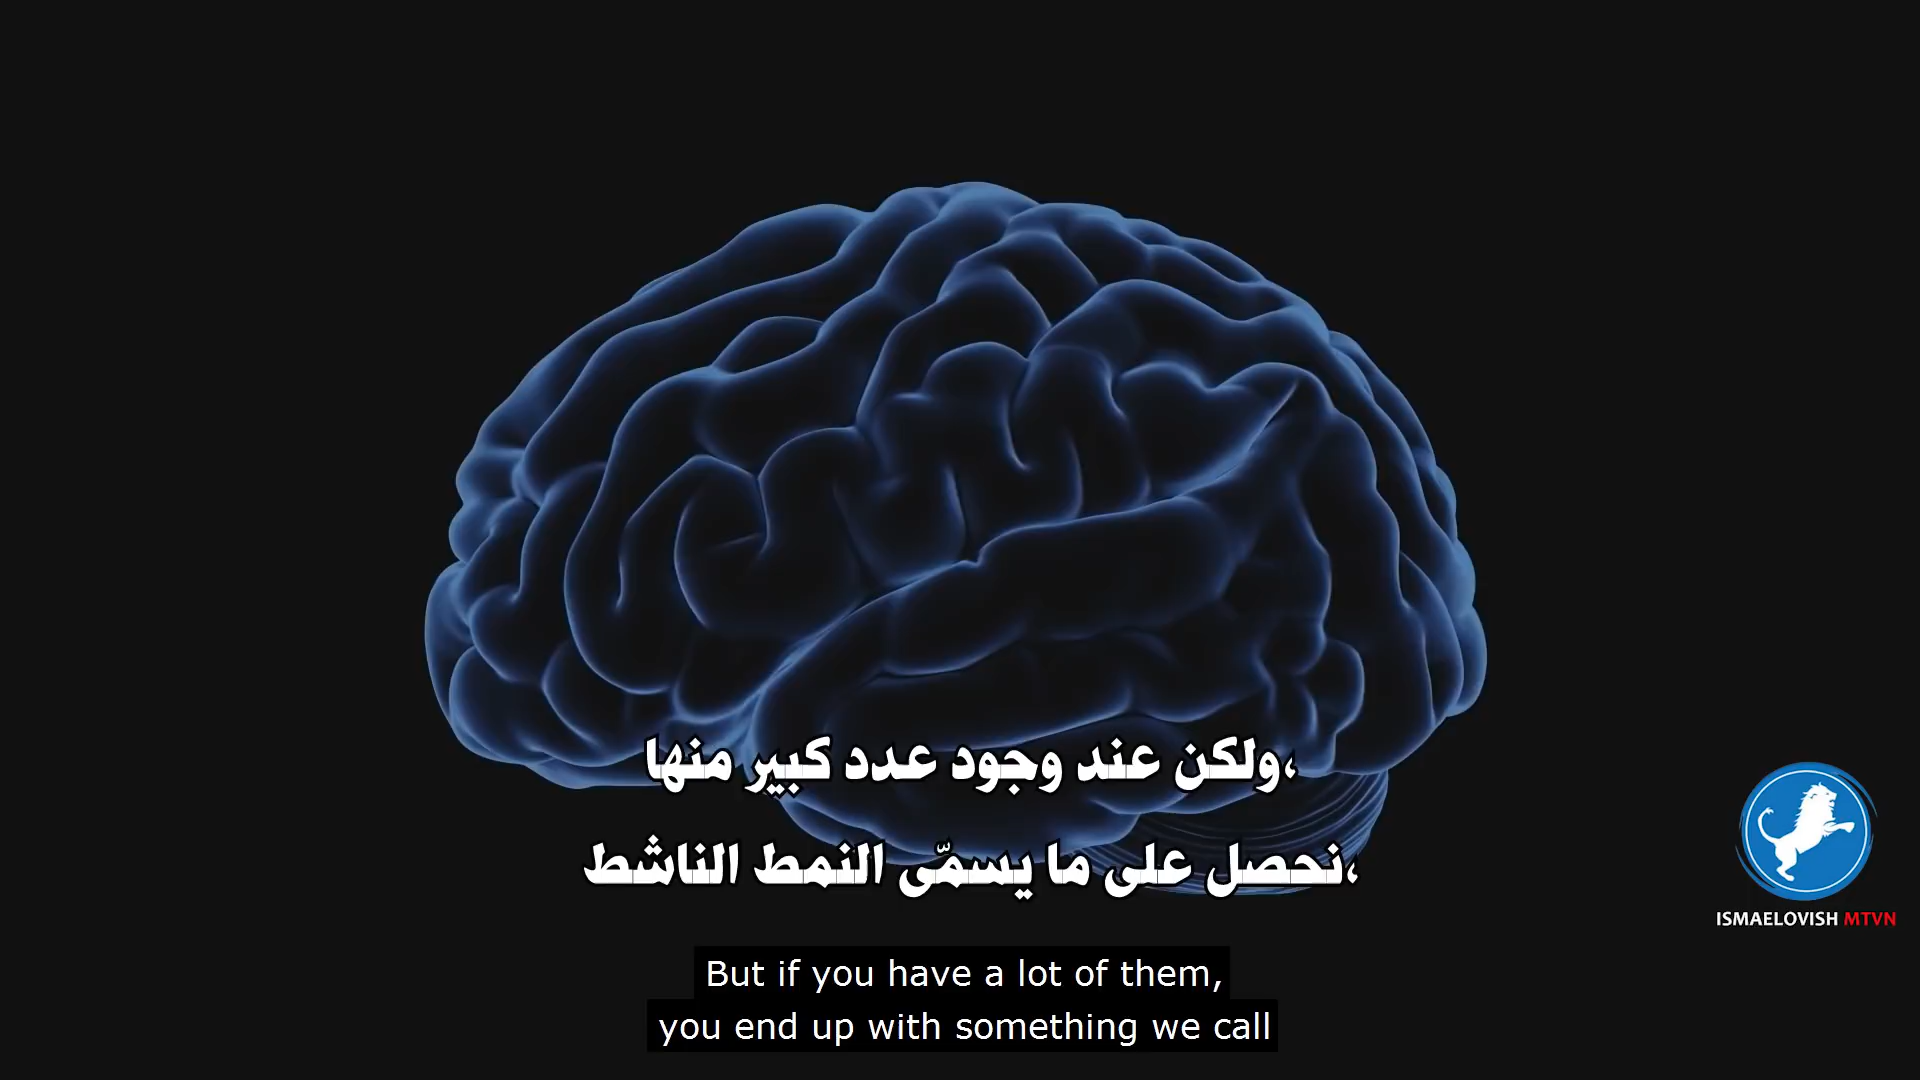 ولكن عند وجود عدد كبير منها،
نحصل على ما يسمّى النمط الناشط،
ISMAELOVISH MTVN
But if you have a lot of them,
you end up with something we call